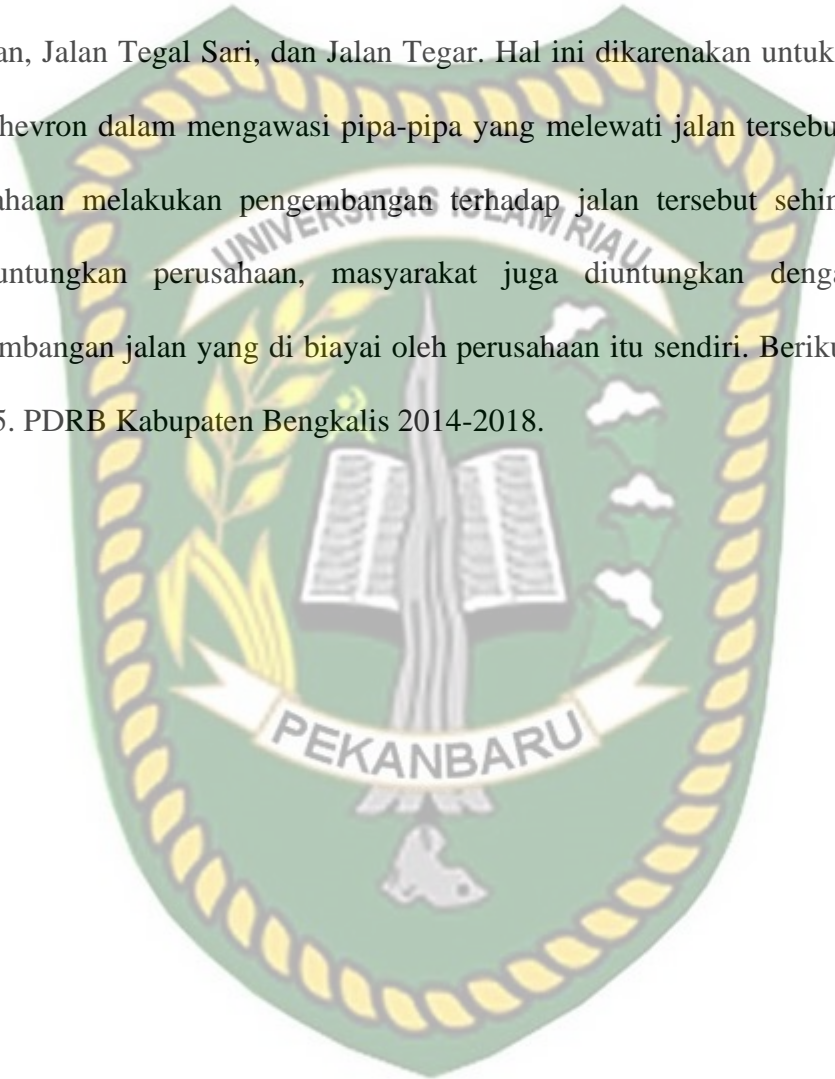 an, Jalan Tegal Sari, dan Jalan Tegar. Hal ini dikarenakan untuk
hevron dalam mengawasi pipa-pipa yang melewati jalan tersebu
ahaan melakukan pengembangan terhadap jalan tersebut sehin
untungkan perusahaan, masyarakat juga diuntungkan denga
mbangan jalan yang di biayai oleh perusahaan itu sendiri. Beriku
5. PDRB Kabupaten Bengkalis 2014-2018.
UNIVERSITAS ISLAM RIAU
PEKANBARU